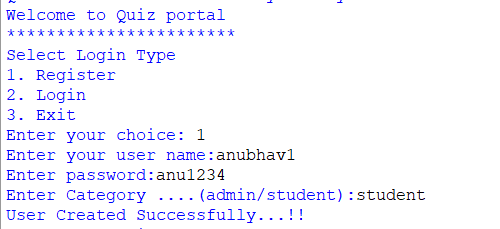 Welcome to Quiz portal
***********************
Select Login Type
1. Register
2. Login
3. Exit
Enter your choice: 1
Enter your user name:anubhav1
Enter password:anu1234
Enter Category ....(admin/student):student
User Created Successfully...!!